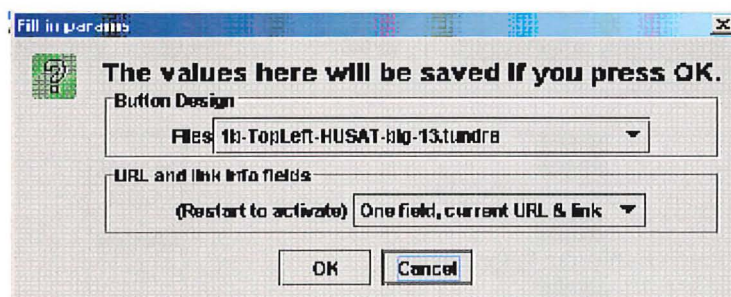 Fill in params
The values here will be saved if you press OK.
Button Design
Files 1b-TopLeft-HUSAT-big-13.tundra
URL and link info fields
(Restart to activate) One field, current URL & link
OK Cancel